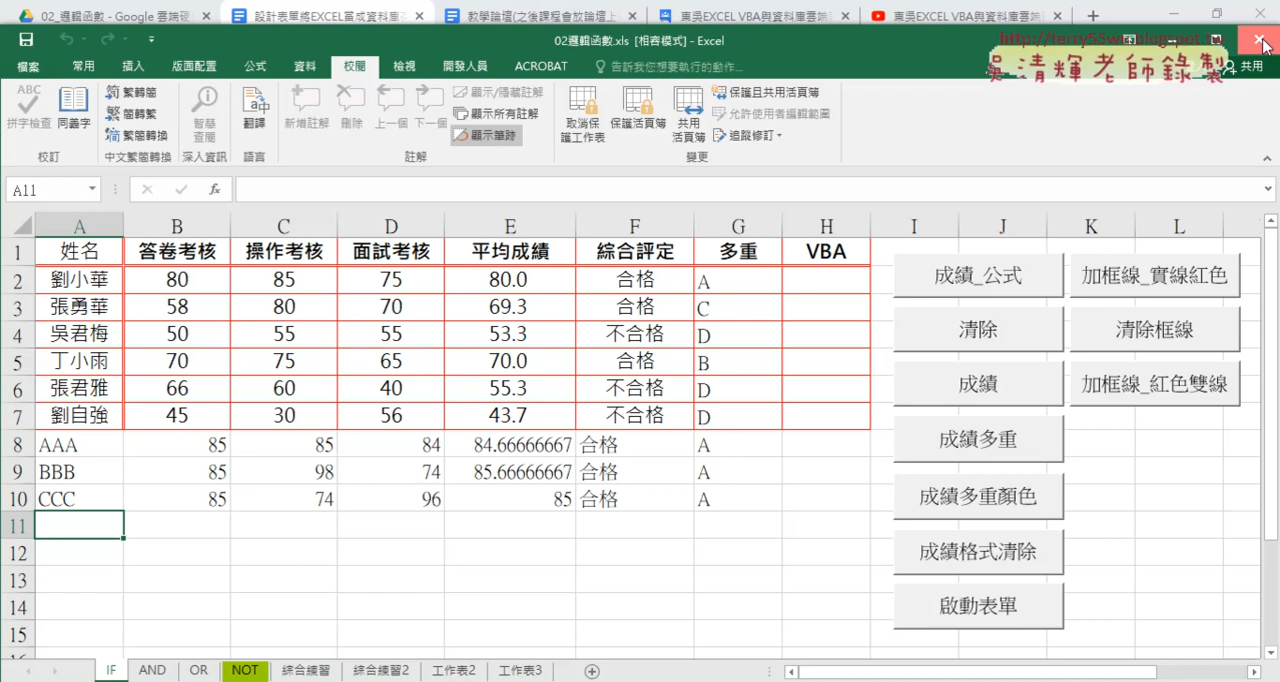 02_邏輯函數 - Google 雲端硬
設計表單將EXCEL當成資料庫
教學論壇(之後課程會放論壇上
東吳EXCEL VBA與資料庫雲端
東吳EXCEL VBA與資料庫雲端
02邏輯函數.xls [相容模式] - Excel
http://terry55wu.blogspot.tw
吳清輝老師錄製
檔案 常用 插入 版面配置 公式 資料 校閱 檢視 開發人員 ACROBAT 告訴我您想要執行的動作... 共用
拼字檢查 同義字 繁轉簡 簡轉繁 繁簡轉換 智慧查閱 翻譯 新增註解 刪除 上一個 下一個 顯示/隱藏註解 顯示所有註解 顯示筆跡 取消保護工作表 保護活頁簿 共用活頁簿 保護且共用活頁簿 允許使用者編輯範圍 追蹤修訂
校訂 中文繁簡轉換 深入資訊 語言 註解 變更
A11 fx
A B C D E F G H I J K L
1 姓名 答卷考核 操作考核 面試考核 平均成績 綜合評定 多重 VBA
2 劉小華 80 85 75 80.0 合格 A
3 張勇華 58 80 70 69.3 合格 C
4 吳君梅 50 55 55 53.3 不合格 D
5 丁小雨 70 75 65 70.0 合格 B
6 張君雅 66 60 40 55.3 不合格 D
7 劉自強 45 30 56 43.7 不合格 D
8 AAA 85 85 84 84.66666667 合格 A
9 BBB 85 98 74 85.66666667 合格 A
10 CCC 85 74 96 85 合格 A
11
12
13
14
15
成績_公式 加框線_實線紅色
清除 清除框線
成績 加框線_紅色雙線
成績多重
成績多重顏色
成績格式清除
啟動表單
IF AND OR NOT 綜合練習 綜合練習2 工作表2 工作表3